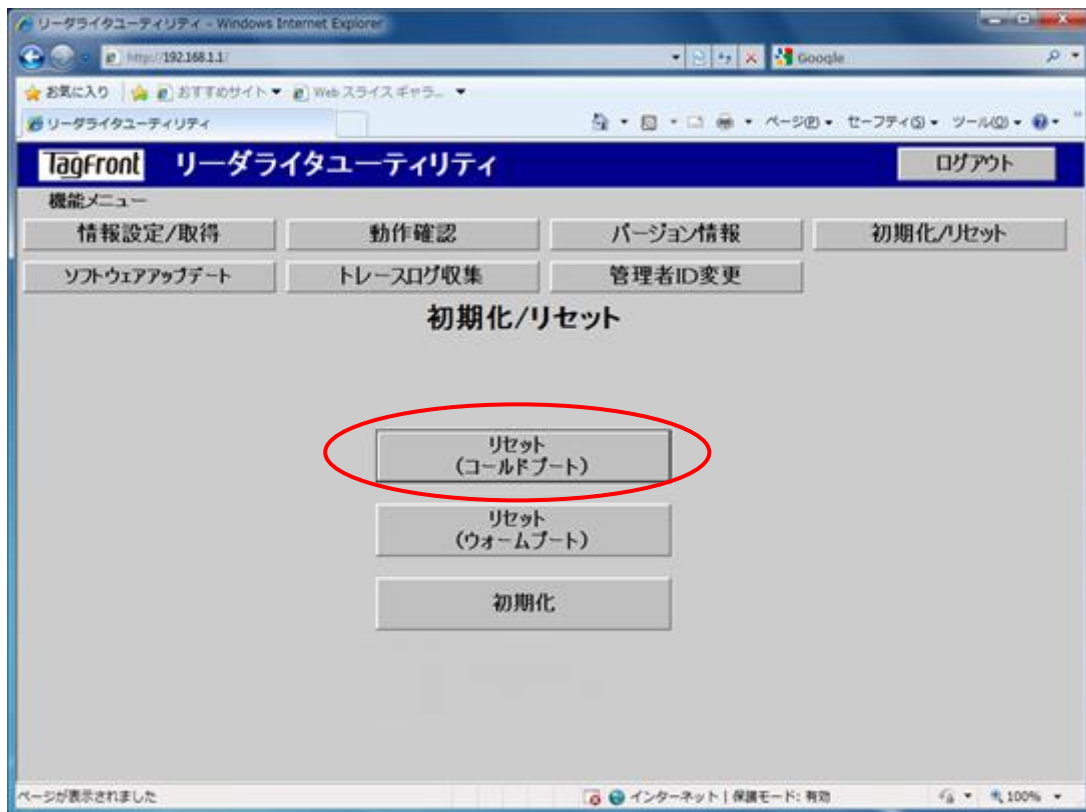 リーダライタユーティリティ - Windows Internet Explorer
http://192.168.1.1/
Google
お気に入り
おすすめサイト
Web スライス ギャラ...
リーダライタユーティリティ
ページ(P)
セーフティ(S)
ツール(O)
TagFront リーダライタユーティリティ
ログアウト
機能メニュー
情報設定/取得
動作確認
バージョン情報
初期化/リセット
ソフトウェアアップデート
トレースログ収集
管理者ID変更
初期化/リセット
リセット
(コールドブート)
リセット
(ウォームブート)
初期化
ページが表示されました
インターネット | 保護モード: 有効
100%